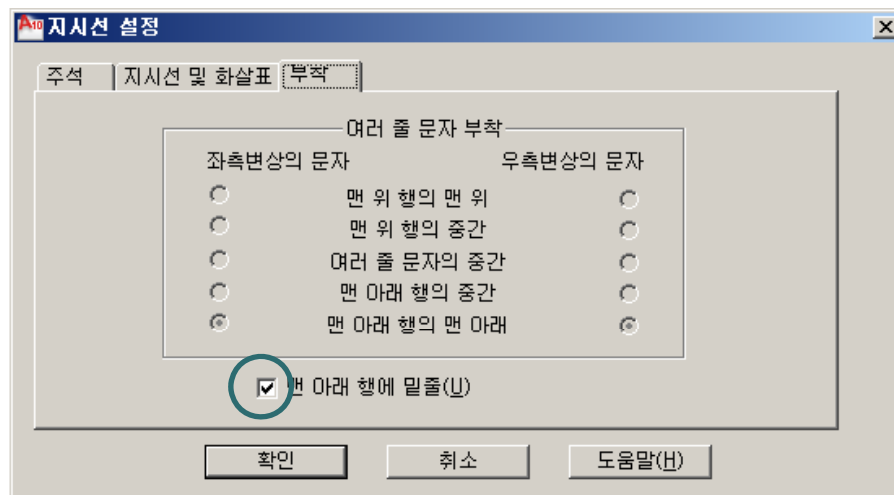 지시선 설정
주석 지시선 및 화살표 부착
여러 줄 문자 부착
좌측변상의 문자 우측변상의 문자
맨 위 행의 맨 위
맨 위 행의 중간
여러 줄 문자의 중간
맨 아래 행의 중간
맨 아래 행의 맨 아래
맨 아래 행에 밑줄(U)
확인 취소 도움말(H)